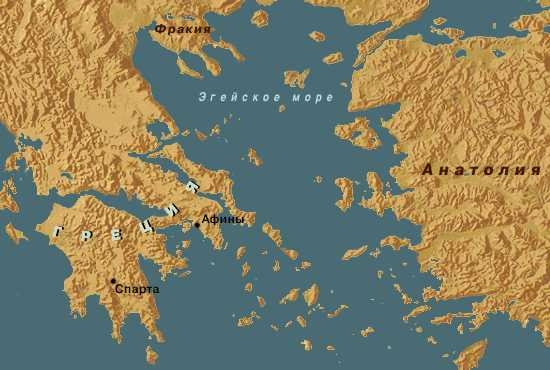 Фракия
Эгейское море
Анатолия
ГРЕЦИЯ
Афины
Спарта